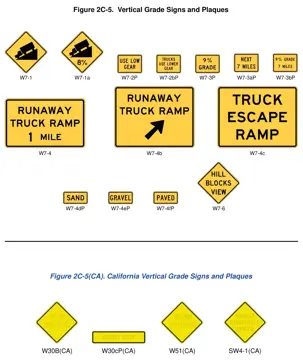 Figure 2C-5. Vertical Grade Signs and Plaques
8%
USE LOW
GEAR
TRUCKS
USE LOWER
GEAR
9%
GRADE
NEXT
7 MILES
9% GRADE
7 MILES
W7-1
W7-1a
W7-2P
W7-2bP
W7-3P
W7-3aP
W7-3bP
RUNAWAY
TRUCK RAMP
1 MILE
RUNAWAY
TRUCK RAMP
TRUCK
ESCAPE
RAMP
W7-4
W7-4b
W7-4c
SAND
GRAVEL
PAVED
HILL
BLOCKS
VIEW
W7-4dP
W7-4eP
W7-4fP
W7-6
Figure 2C-5(CA). California Vertical Grade Signs and Plaques
W30B(CA)
W30cP(CA)
W51(CA)
SW4-1(CA)